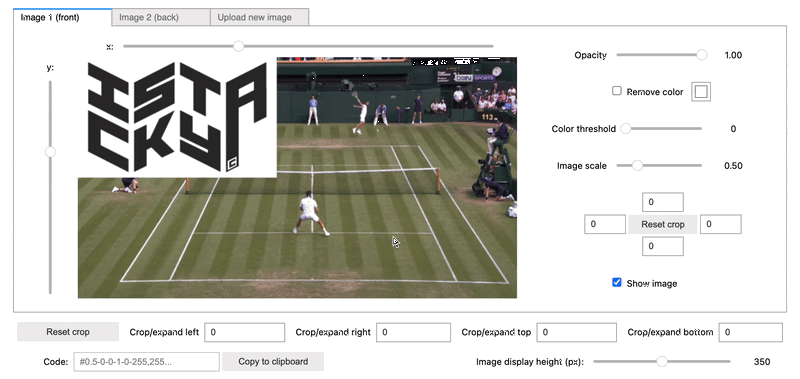 Image 1 (front)
Image 2 (back)
Upload new image
x:
y:
ISTA
CKY
C
113
Opacity
1.00
Remove color
Color threshold
0
Image scale
0.50
0
0
Reset crop
0
0
Show image
Reset crop
Crop/expand left
0
Crop/expand right
0
Crop/expand top
0
Crop/expand bottom
0
Code:
#0.5-0-0-1-0-255,255...
Copy to clipboard
Image display height (px):
350